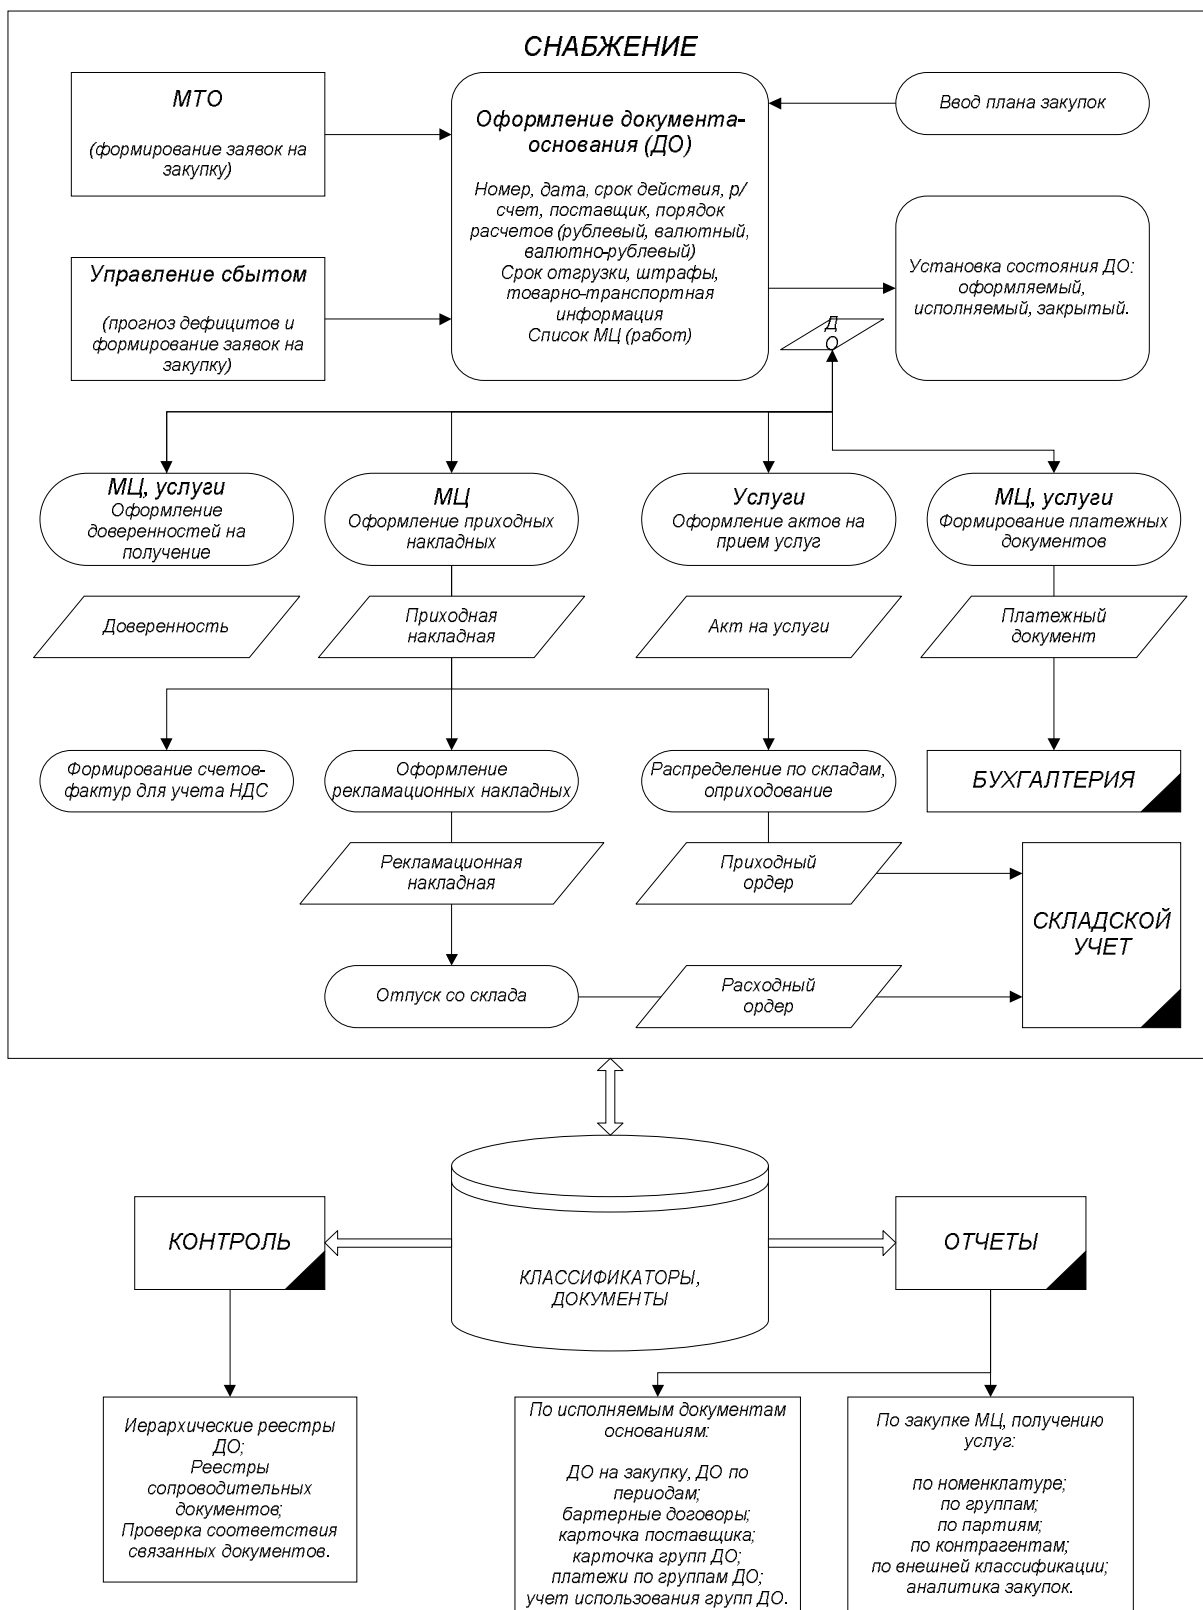 СНАБЖЕНИЕ
МТО
(формирование заявок на
закупку)
Оформление документа-
основания (ДО)
Номер, дата, срок действия, р/
счет, поставщик, порядок
расчетов (рублевый, валютный,
валютно-рублевый)
Срок отгрузки, штрафы,
товарно-транспортная
информация
Список МЦ (работ)
Ввод плана закупок
Управление сбытом
(прогноз дефицитов и
формирование заявок на
закупку)
Установка состояния ДО:
оформляемый,
исполняемый, закрытый.
Д
О
МЦ, услуги
Оформление
доверенностей на
получение
МЦ
Оформление приходных
накладных
Услуги
Оформление актов на
прием услуг
МЦ, услуги
Формирование платежных
документов
Доверенность
Приходная
накладная
Акт на услуги
Платежный
документ
Формирование счетов-
фактур для учета НДС
Оформление
рекламационных накладных
Распределение по складам,
оприходование
БУХГАЛТЕРИЯ
Рекламационная
накладная
Приходный
ордер
СКЛАДСКОЙ
УЧЕТ
Отпуск со склада
Расходный
ордер
КОНТРОЛЬ
КЛАССИФИКАТОРЫ,
ДОКУМЕНТЫ
ОТЧЕТЫ
Иерархические реестры
ДО;
Реестры
сопроводительных
документов;
Проверка соответствия
связанных документов.
По исполняемым документам
основаниям:
ДО на закупку, ДО по
периодам;
бартерные договоры;
карточка поставщика;
карточка групп ДО;
платежи по группам ДО;
учет использования групп ДО.
По закупке МЦ, получению
услуг:
по номенклатуре;
по группам;
по партиям;
по контрагентам;
по внешней классификации;
аналитика закупок.